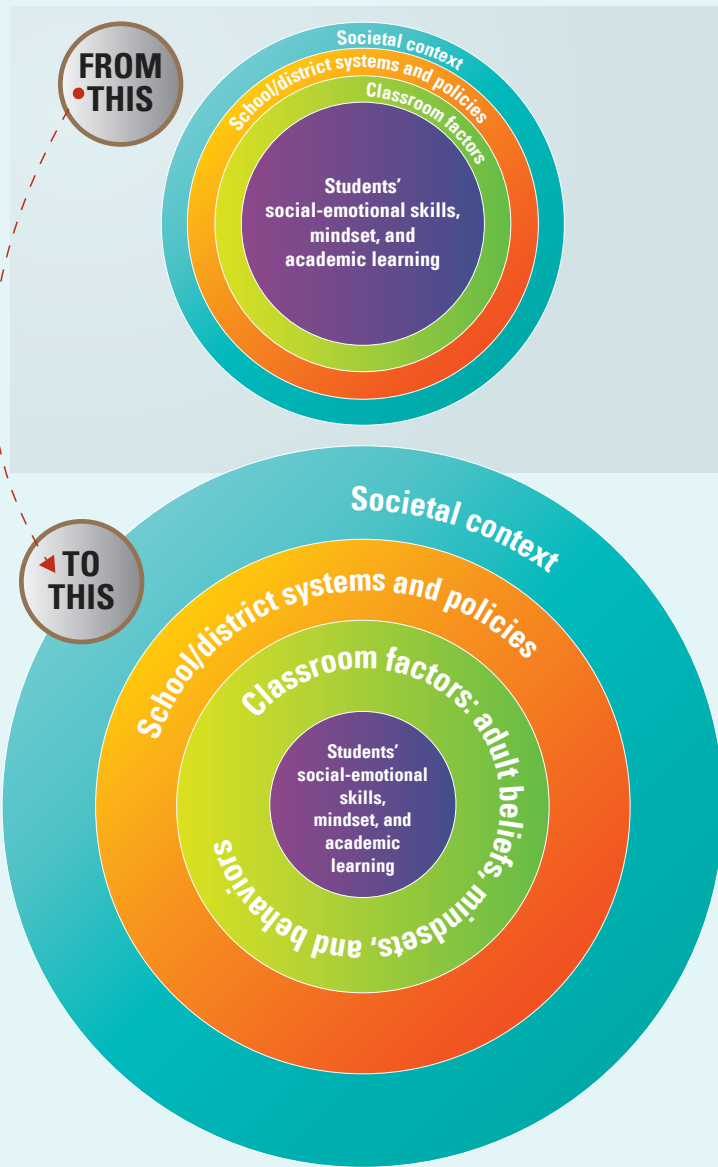 FROM
THIS
Societal context
School/district systems and policies
Classroom factors
Students'
social-emotional skills,
mindset, and
academic learning
TO
THIS
Societal context
School/district systems and policies
Classroom factors: adult beliefs, mindsets, and behaviors
Students’
social-emotional
skills,
mindset, and
academic
learning